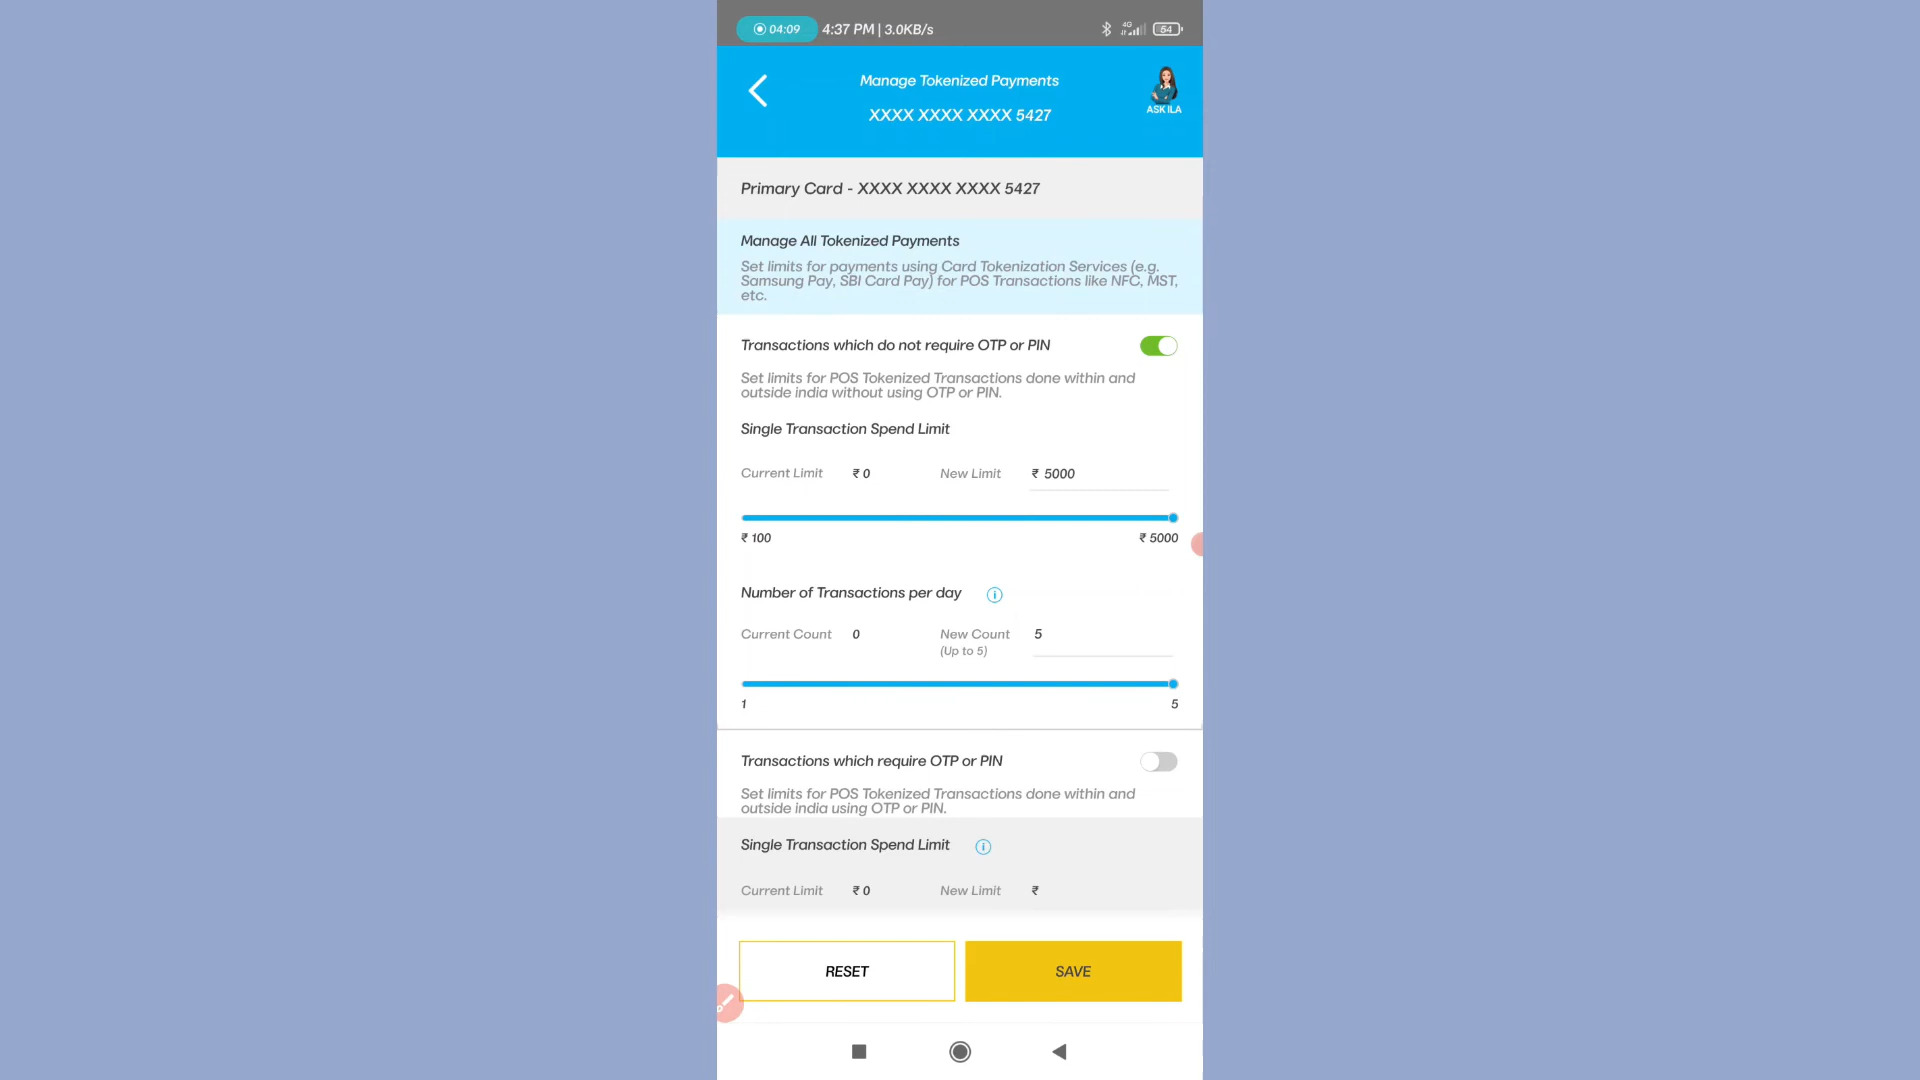 04:09 4:37 PM | 3.0KB/s 4G 54
Manage Tokenized Payments
XXXX XXXX XXXX 5427
ASK ILA
Primary Card - XXXX XXXX XXXX 5427
Manage All Tokenized Payments
Set limits for payments using Card Tokenization Services (e.g.
Samsung Pay, SBI Card Pay) for POS Transactions like NFC, MST,
etc.
Transactions which do not require OTP or PIN
Set limits for POS Tokenized Transactions done within and
outside india without using OTP or PIN.
Single Transaction Spend Limit
Current Limit ₹ 0 New Limit ₹ 5000
₹ 100 ₹ 5000
Number of Transactions per day i
Current Count 0 New Count 5
(Up to 5)
1 5
Transactions which require OTP or PIN
Set limits for POS Tokenized Transactions done within and
outside india using OTP or PIN.
Single Transaction Spend Limit i
Current Limit ₹ 0 New Limit ₹
RESET SAVE